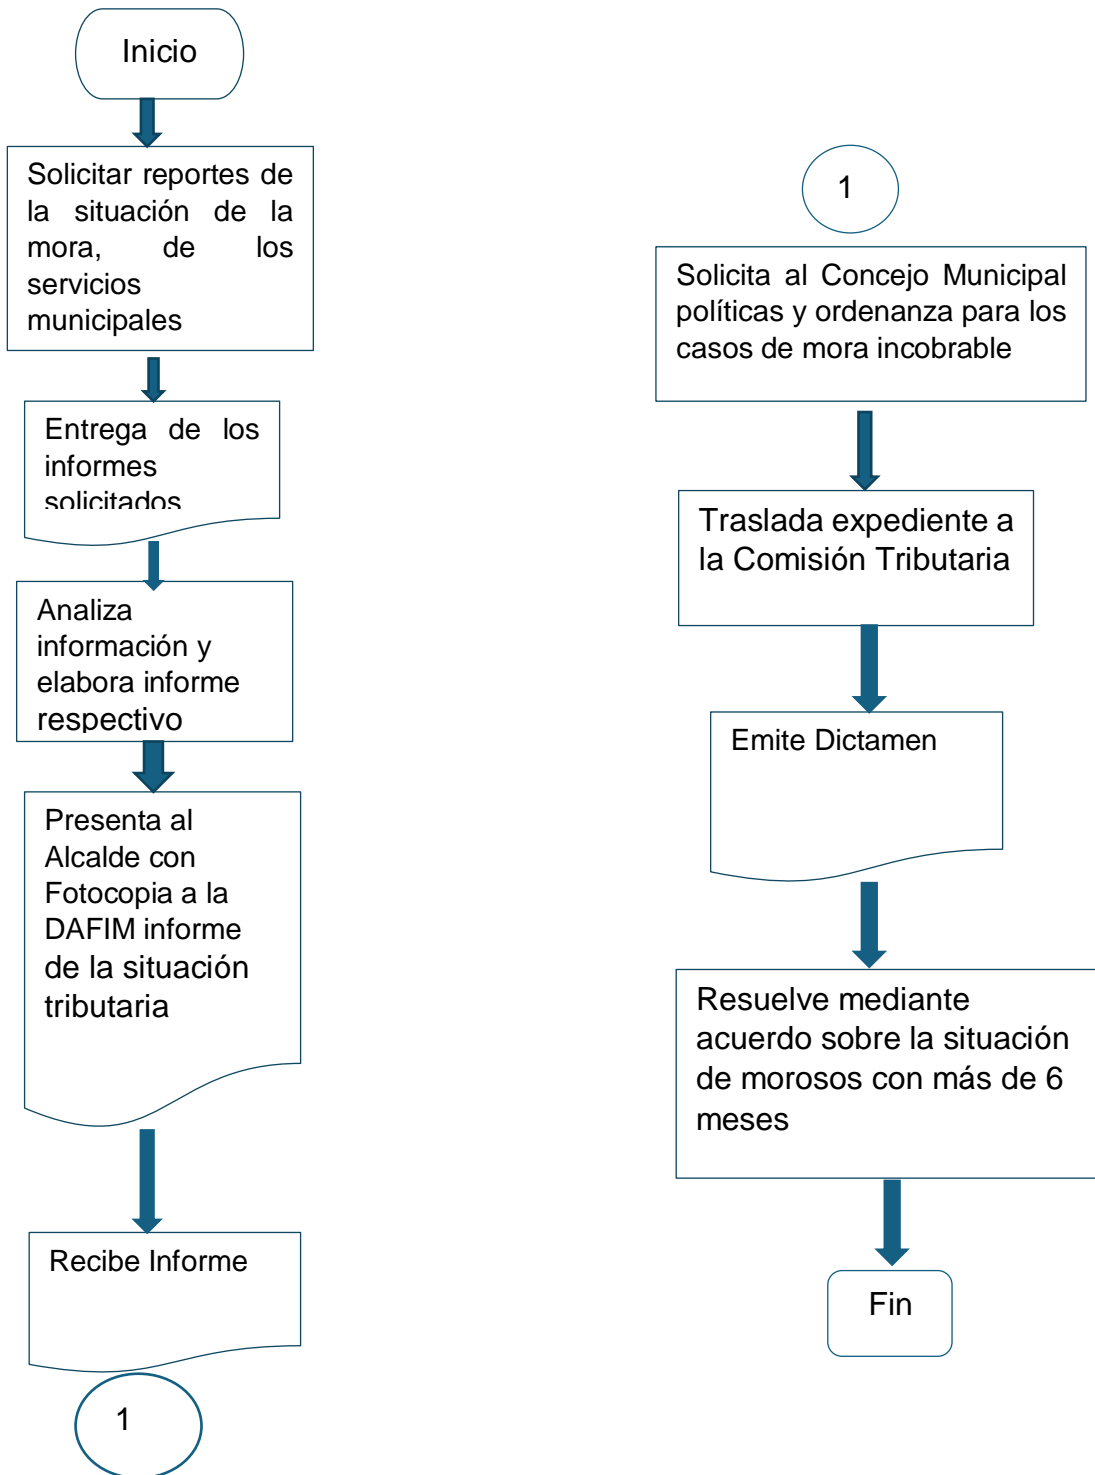 Inicio
Solicitar reportes de
la situación de la
mora, de los
servicios
municipales
Entrega de los
informes
solicitados
Analiza
información y
elabora informe
respectivo
Presenta al
Alcalde con
Fotocopia a la
DAFIM informe
de la situación
tributaria
Recibe Informe
1
1
Solicita al Concejo Municipal
políticas y ordenanza para los
casos de mora incobrable
Traslada expediente a
la Comisión Tributaria
Emite Dictamen
Resuelve mediante
acuerdo sobre la situación
de morosos con más de 6
meses
Fin